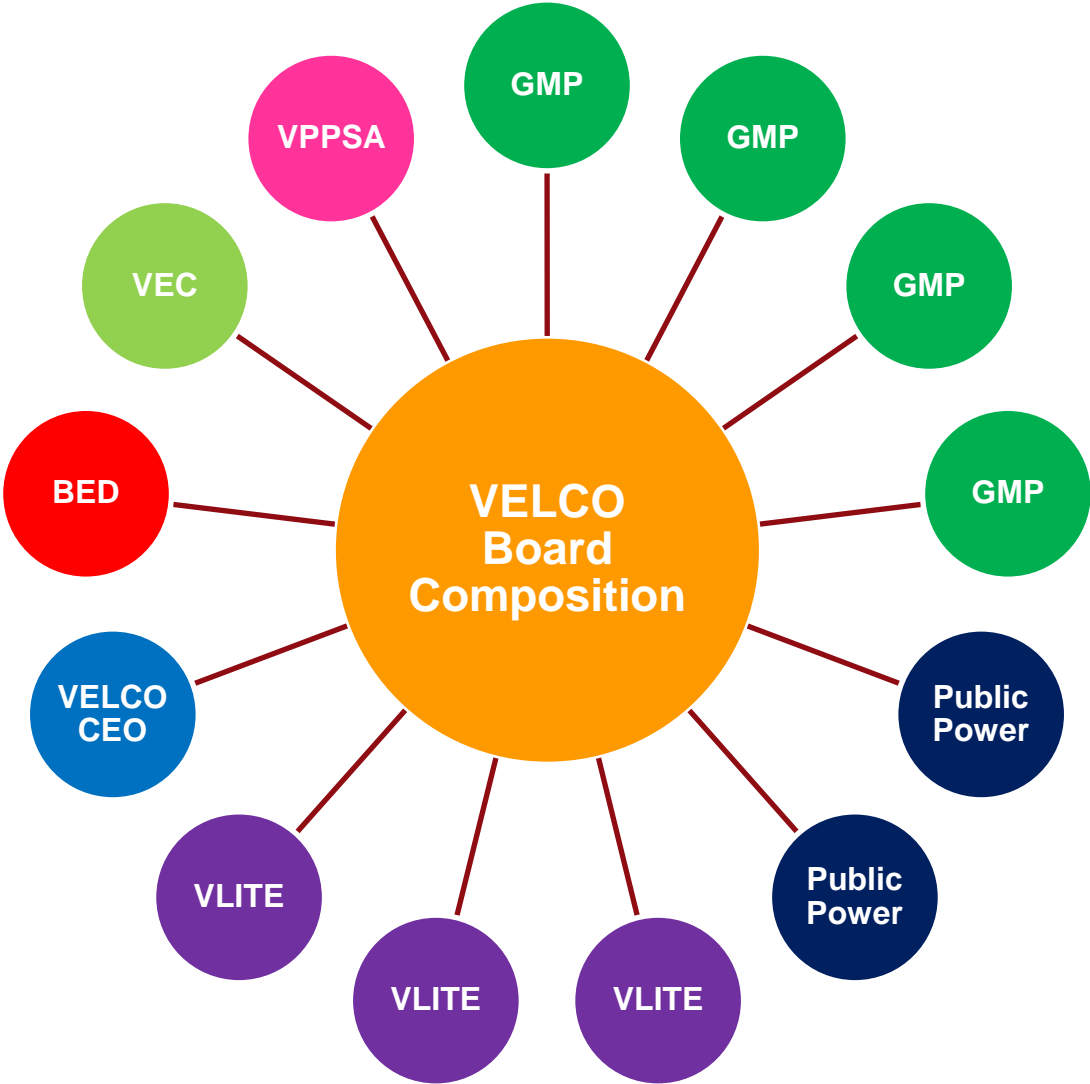 GMP
GMP
VPPSA
GMP
VEC
BED
GMP
VELCO
Board
Composition
VELCO
CEO
Public
Power
VLITE
Public
Power
VLITE
VLITE